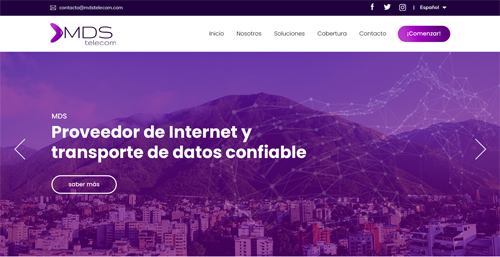 contacto@mdstelecom.com
| Español
MDS
telecom
Inicio Nosotros Soluciones Cobertura Contacto ¡Comenzar!
MDS
Proveedor de Internet y
transporte de datos confiable
saber más